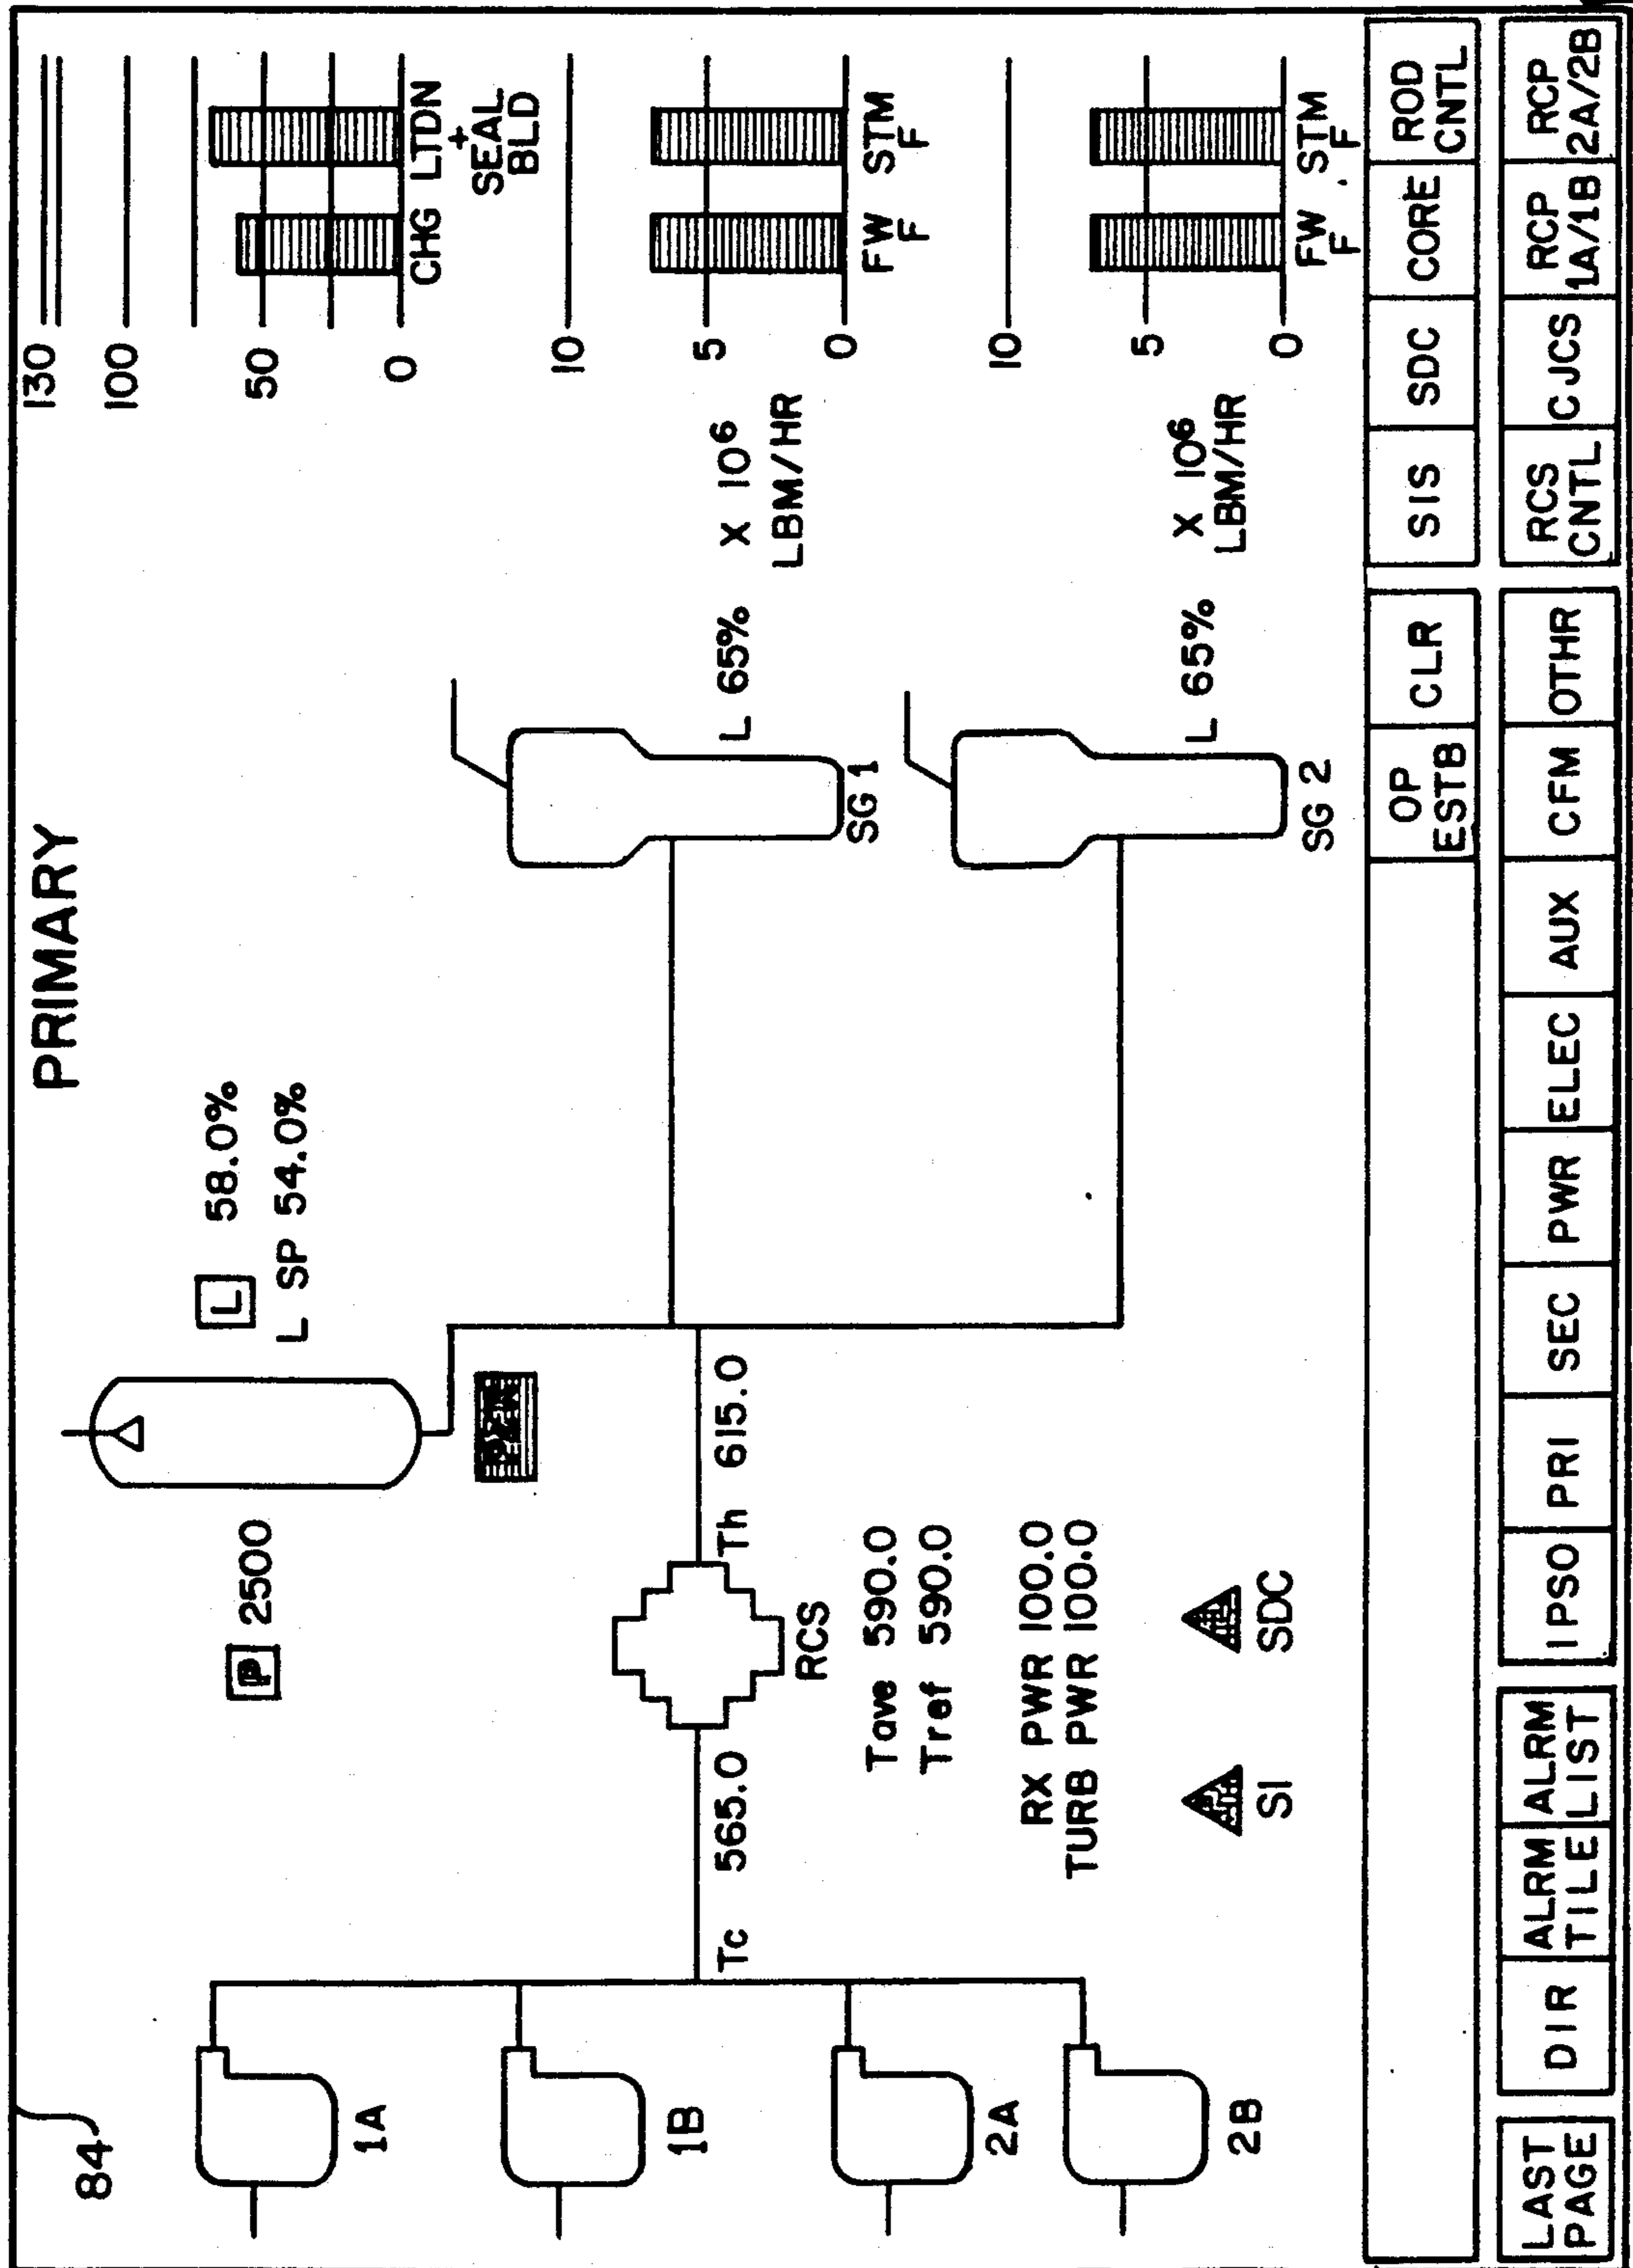 84
PRIMARY
P 2500
L 58.0%
L SP 54.0%
130
100
50
0
CHG
LTDN
+
SEAL
BLD
1A
1B
2A
2B
Tc 565.0
Th 615.0
RCS
Tave 590.0
Tref 590.0
RX PWR 100.0
TURB PWR 100.0
SI
SDC
SG 1
L 65%
X 10⁶
LBM/HR
10
5
0
FW
F
STM
F
SG 2
L 65%
X 10⁶
LBM/HR
10
5
0
FW
F
STM
F
OP
ESTB
CLR
SIS
SDC
CORE
ROD
CNTL
LAST
PAGE
DIR
ALRM
TILE
ALRM
LIST
IPSO
PRI
SEC
PWR
ELEC
AUX
CFM
OTHR
RCS
CNTL
CJCS
RCP
1A/1B
RCP
2A/2B